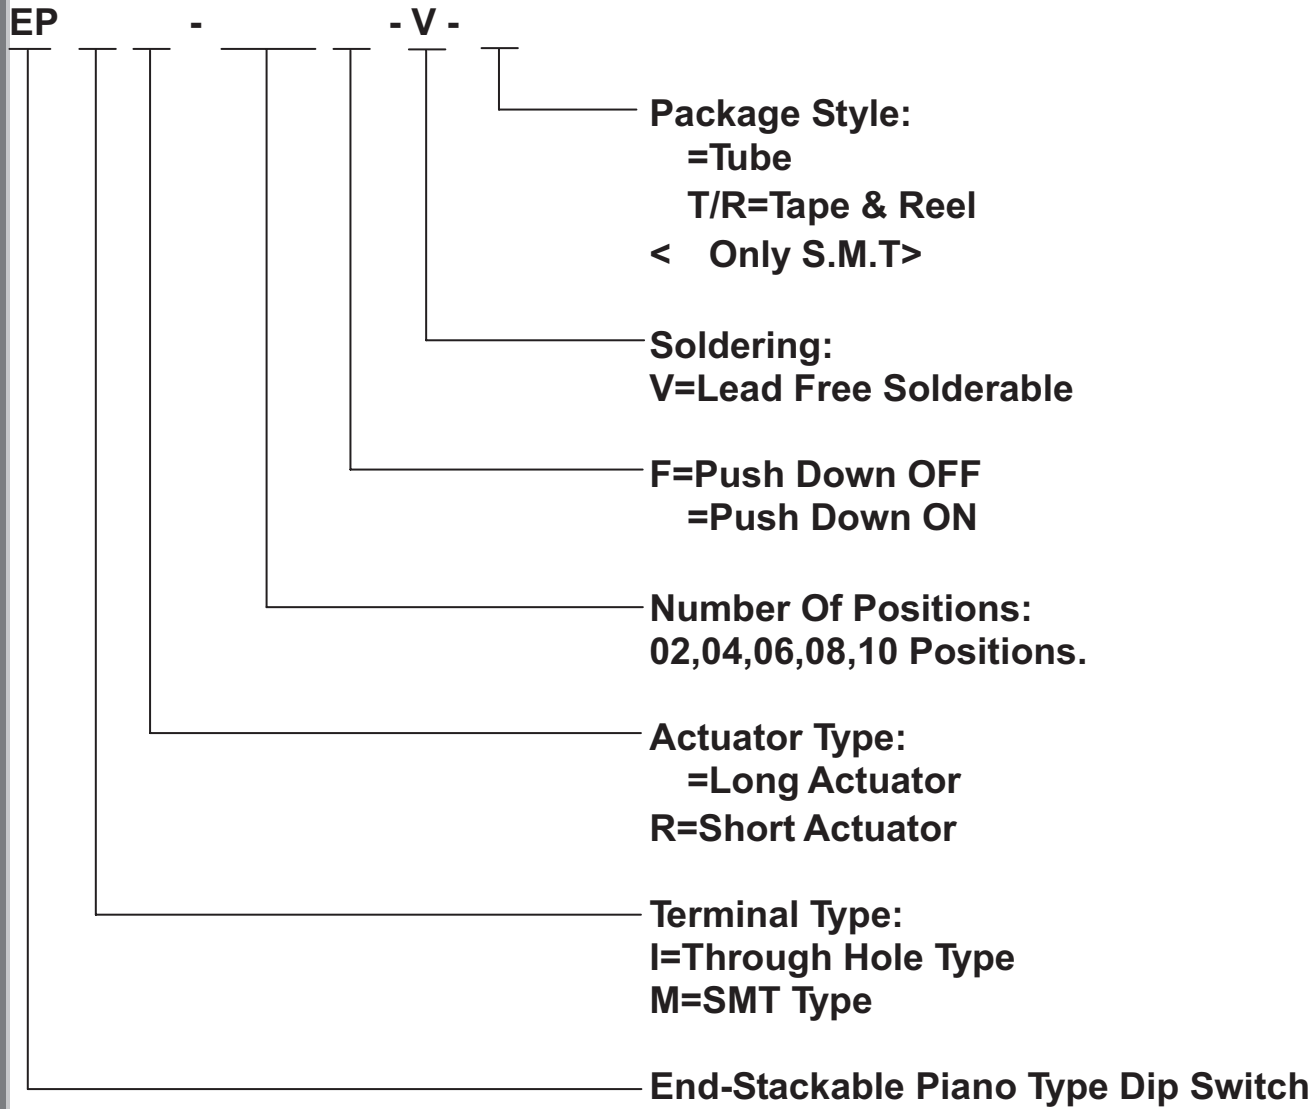 EP - - V -
Package Style:
=Tube
T/R=Tape & Reel
< Only S.M.T>
Soldering:
V=Lead Free Solderable
F=Push Down OFF
=Push Down ON
Number Of Positions:
02,04,06,08,10 Positions.
Actuator Type:
=Long Actuator
R=Short Actuator
Terminal Type:
I=Through Hole Type
M=SMT Type
End-Stackable Piano Type Dip Switch